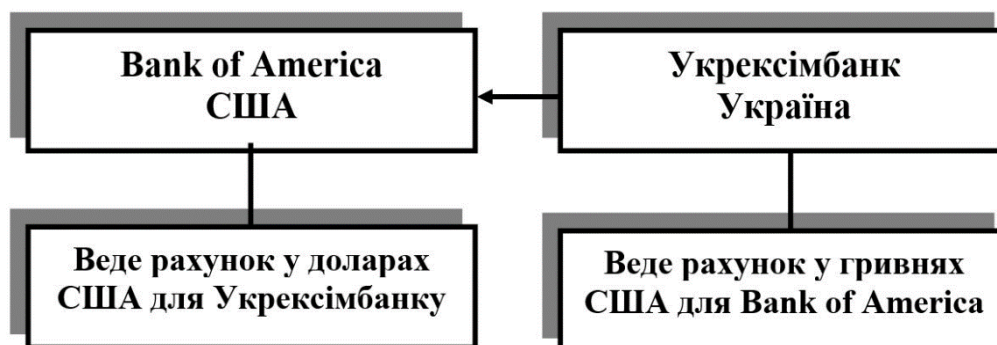 Bank of America
США
Укрексімбанк
Україна
Веде рахунок у доларах
США для Укрексімбанку
Веде рахунок у гривнях
США для Bank of America